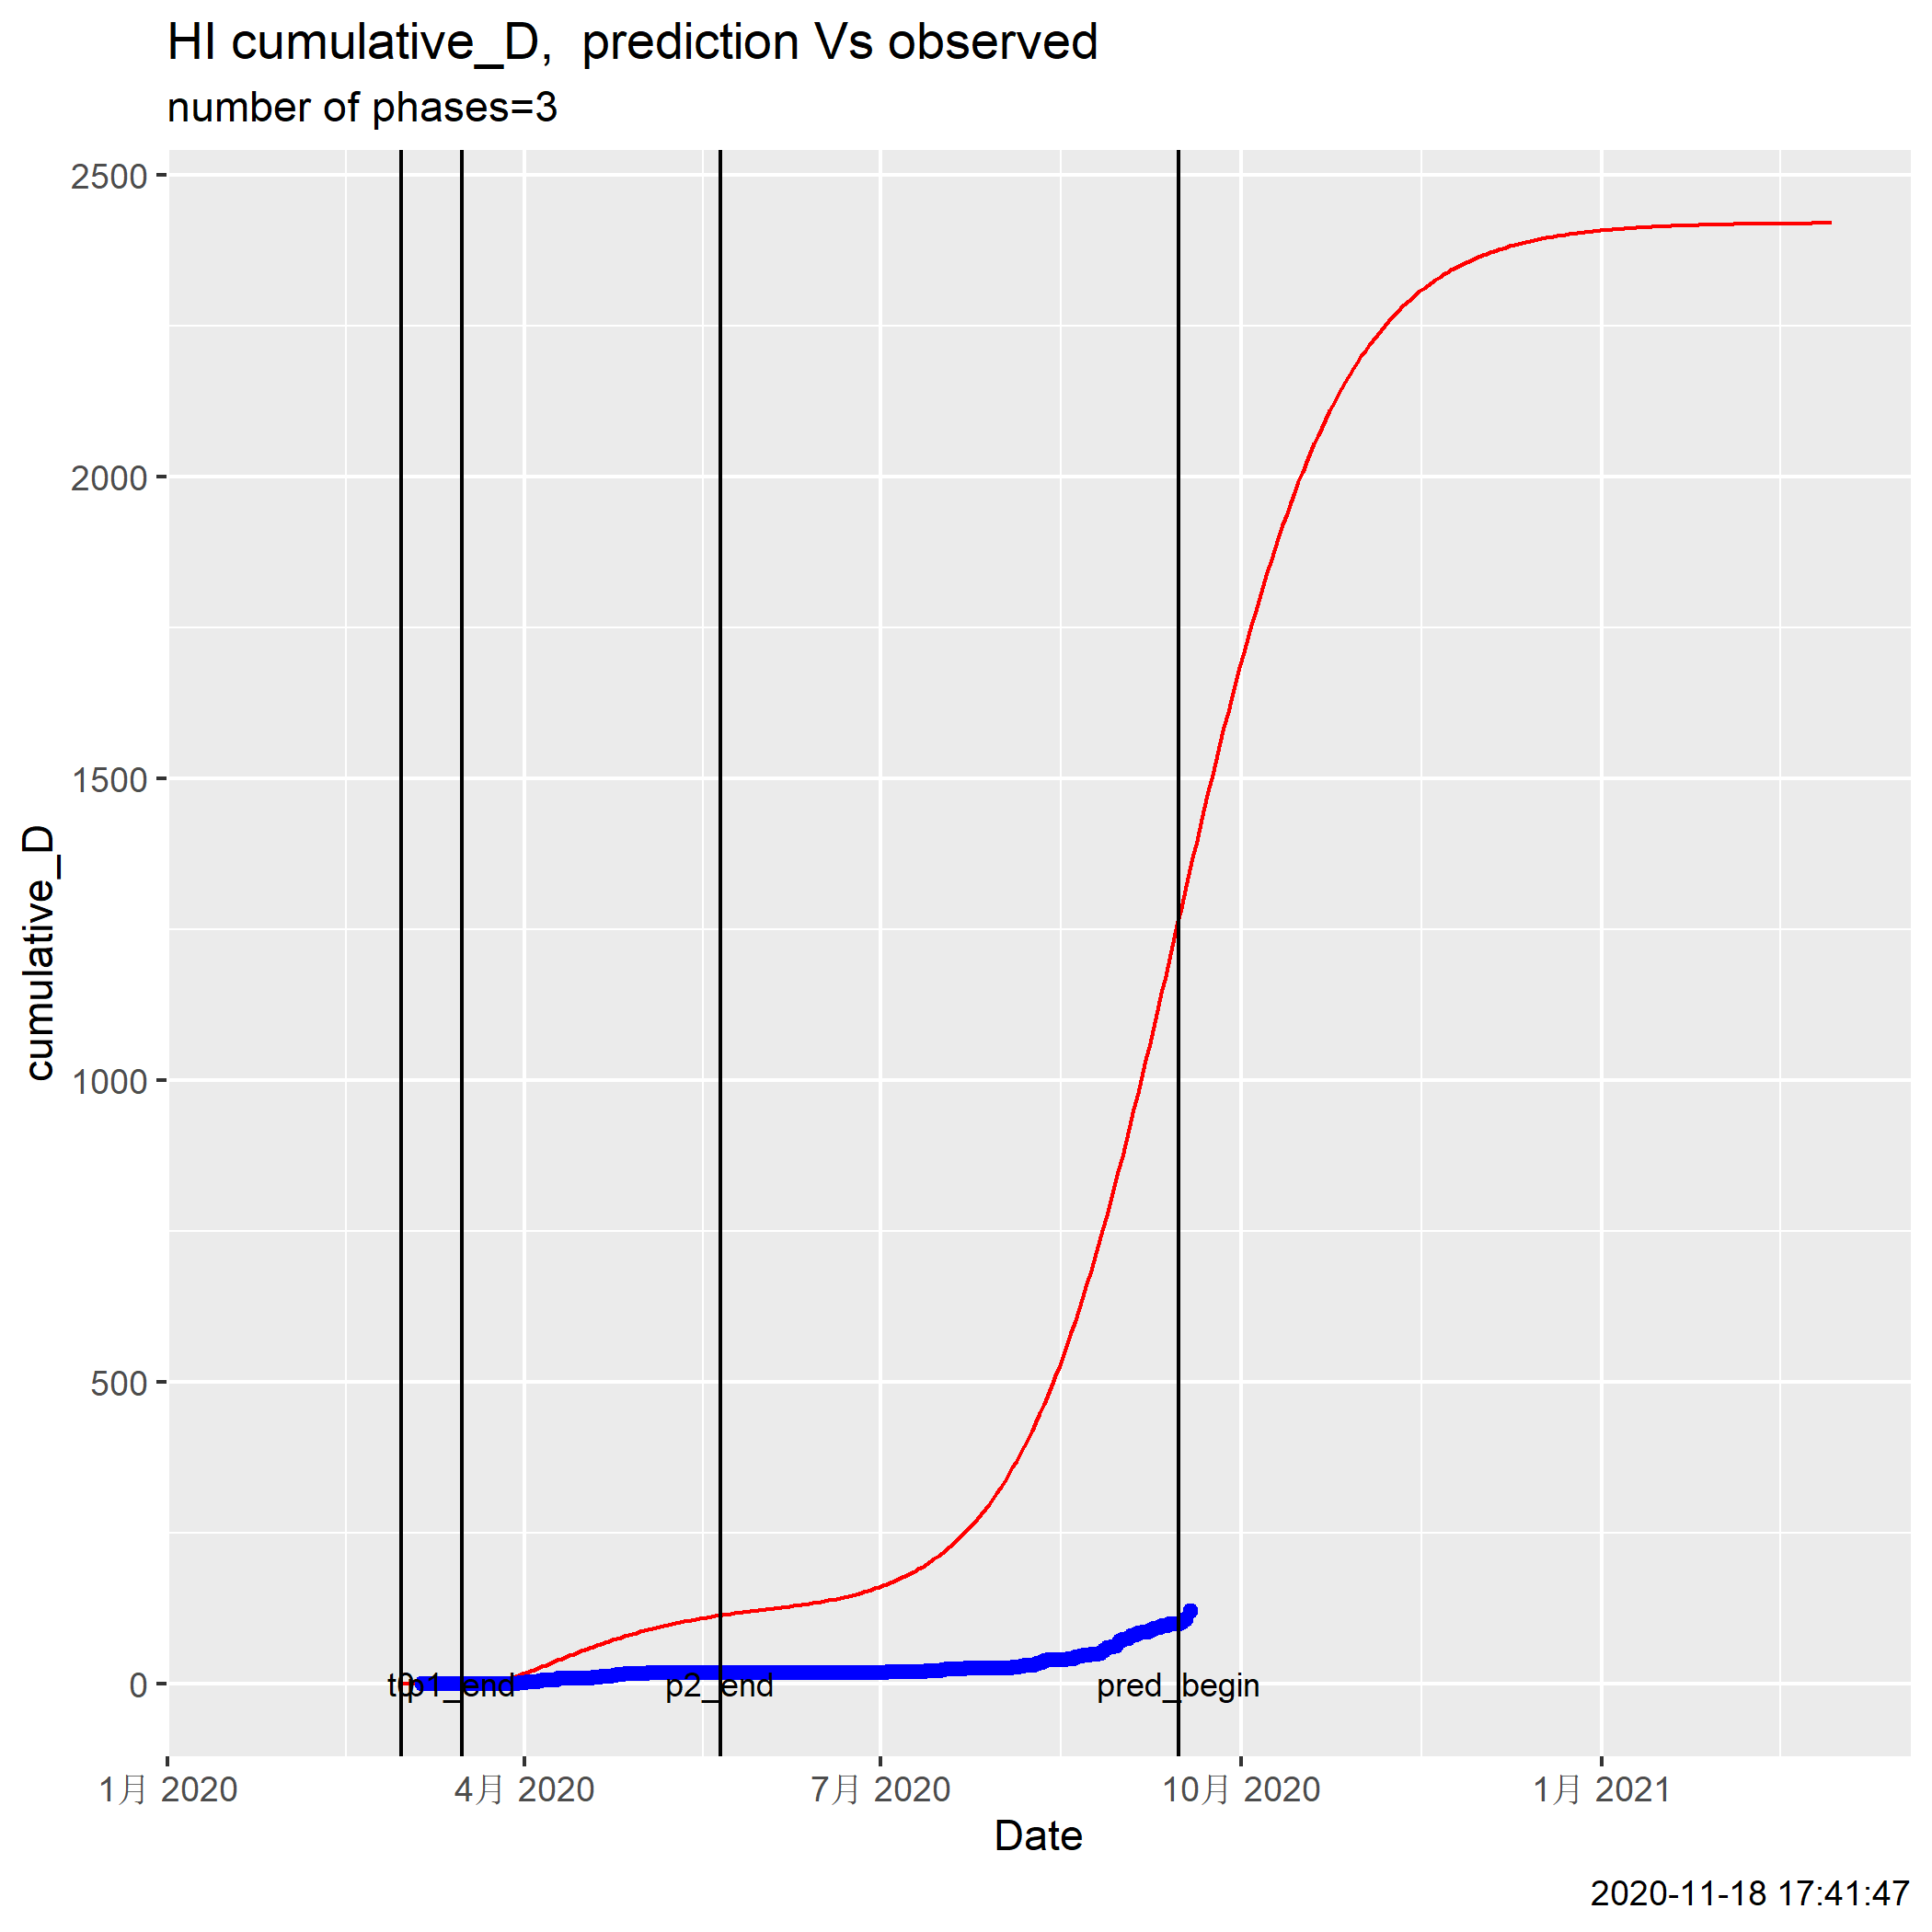 HI cumulative_D,  prediction Vs observed
number of phases=3
2500
2000
1500
1000
500
0
cumulative_D
t0
p1_end
p2_end
pred_begin
1月 2020
4月 2020
7月 2020
10月 2020
1月 2021
Date
2020-11-18 17:41:47